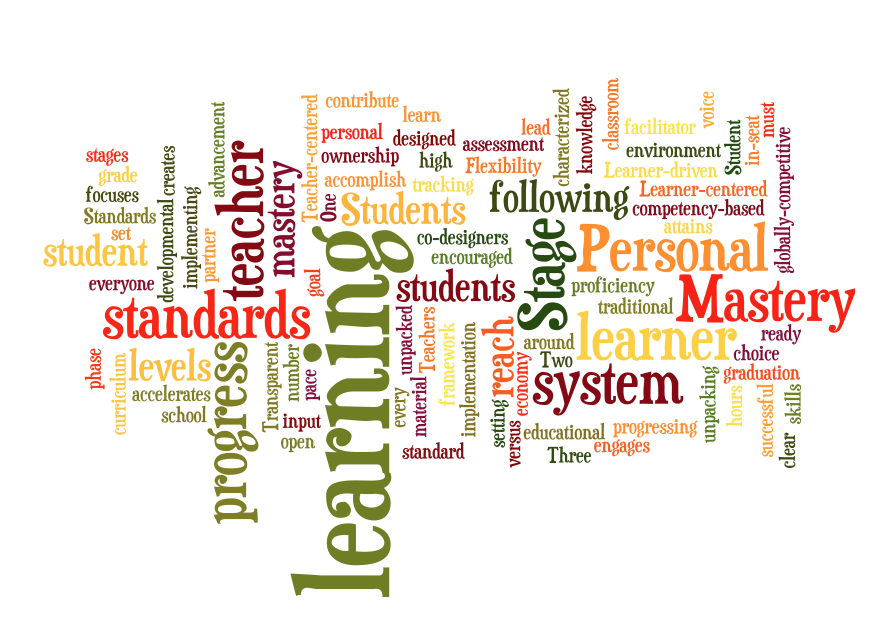 stages
grade
focuses
Standards
set
student
everyone
developmental
creates
implementing
advancement
partner
teacher
mastery
goal
standards
phase
curriculum
levels
accelerates
school
progress
Transparent
number
pace
input
open
Teacher-centered
contribute
learn
personal
ownership
designed
high
accomplish
tracking
One
Students
learning
lead
assessment
Flexibility
characterized
knowledge
classroom
facilitator
voice
environment
Student
in-seat
must
Learner-driven
Learner-centered
following
competency-based
attains
globally-competitive
co-designers
encouraged
students
Stage
Personal
proficiency
traditional
Mastery
unpacked
Teachers
framework
implementation
reach
economy
around
Two
learner
ready
choice
graduation
system
every
material
standard
setting
versus
educational
Three
progressing
engages
unpacking
hours
successful
skills
clear